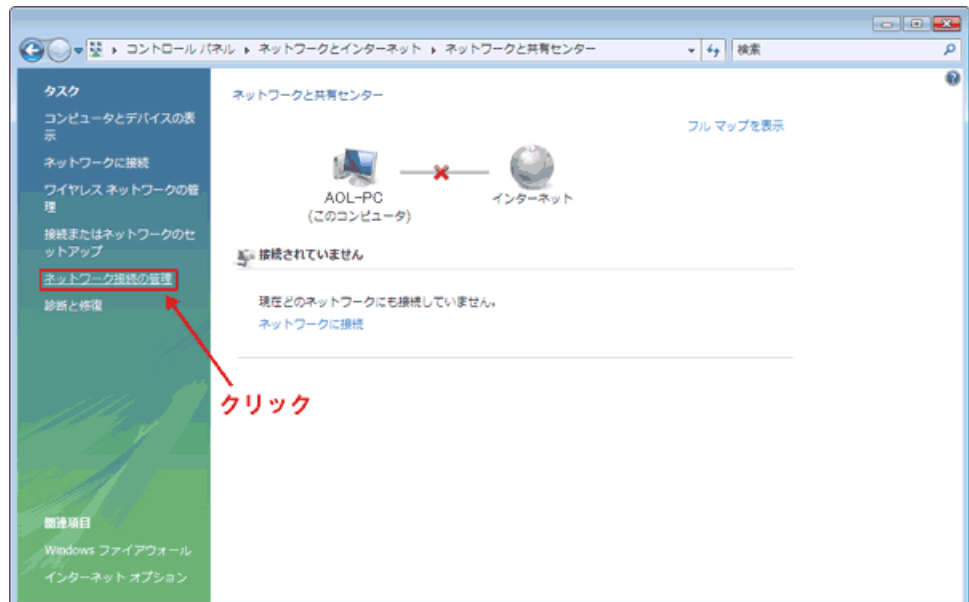 コントロール パネル ▸ ネットワークとインターネット ▸ ネットワークと共有センター
検索
タスク
コンピュータとデバイスの表
示
ネットワークに接続
ワイヤレス ネットワークの管
理
接続またはネットワークのセ
ットアップ
ネットワーク接続の管理
診断と修復
ネットワークと共有センター
フル マップを表示
AOL-PC
(このコンピュータ)
インターネット
接続されていません
現在どのネットワークにも接続していません。
ネットワークに接続
クリック
関連項目
Windows ファイアウォール
インターネット オプション